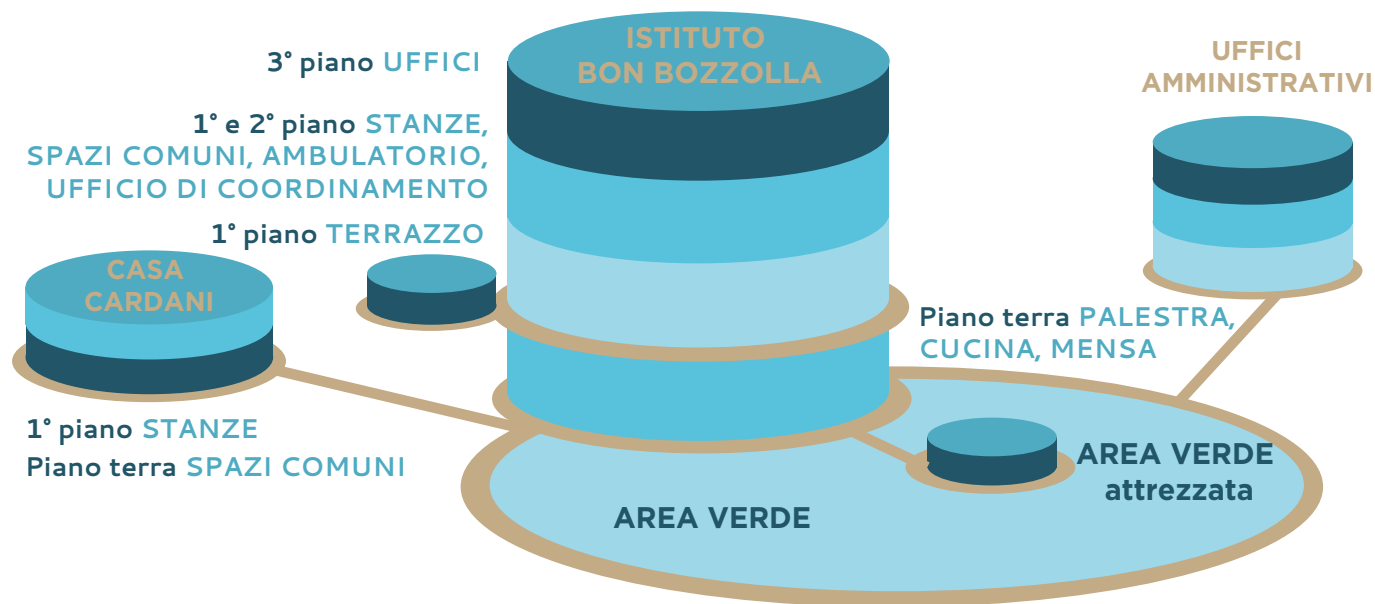 ISTITUTO
BON BOZZOLLA
3° piano UFFICI
UFFICI
AMMINISTRATIVI
1° e 2° piano STANZE,
SPAZI COMUNI, AMBULATORIO,
UFFICIO DI COORDINAMENTO
1° piano TERRAZZO
CASA
CARDANI
Piano terra PALESTRA,
CUCINA, MENSA
1° piano STANZE
Piano terra SPAZI COMUNI
AREA VERDE
attrezzata
AREA VERDE